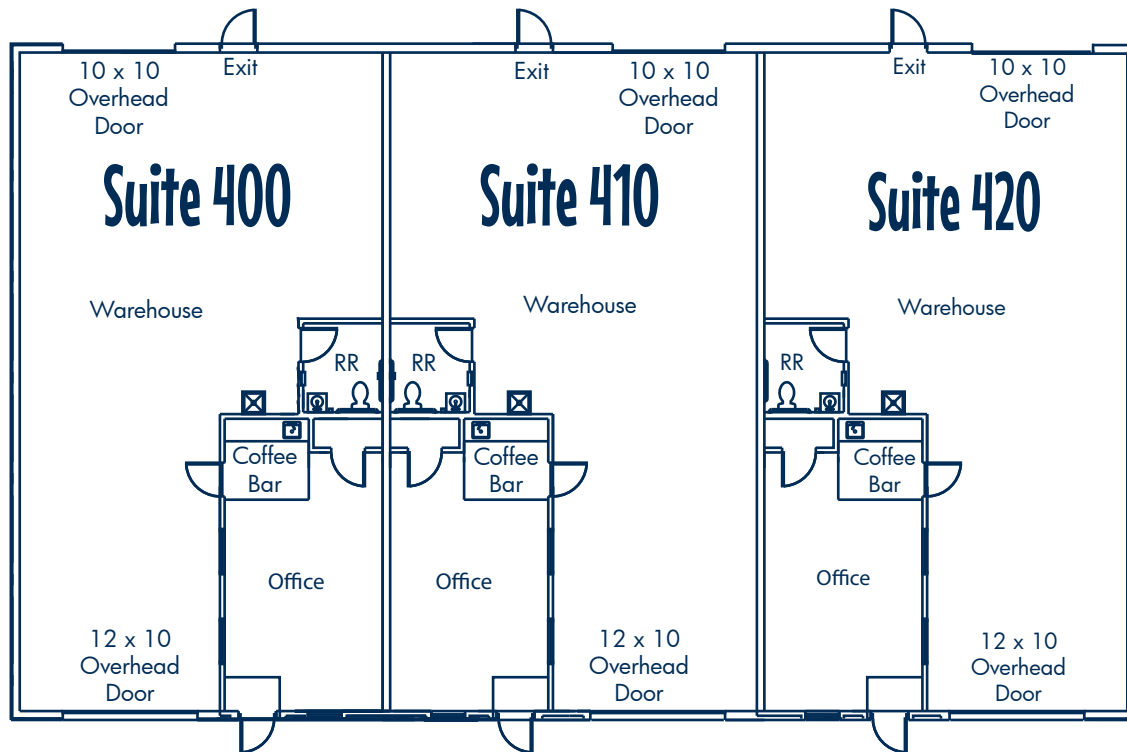 10 x 10
Overhead
Door
Exit
Exit
10 x 10
Overhead
Door
Exit
10 x 10
Overhead
Door
Suite 400
Suite 410
Suite 420
Warehouse
Warehouse
Warehouse
RR
RR
RR
Coffee
Bar
Coffee
Bar
Coffee
Bar
Office
Office
Office
12 x 10
Overhead
Door
12 x 10
Overhead
Door
12 x 10
Overhead
Door